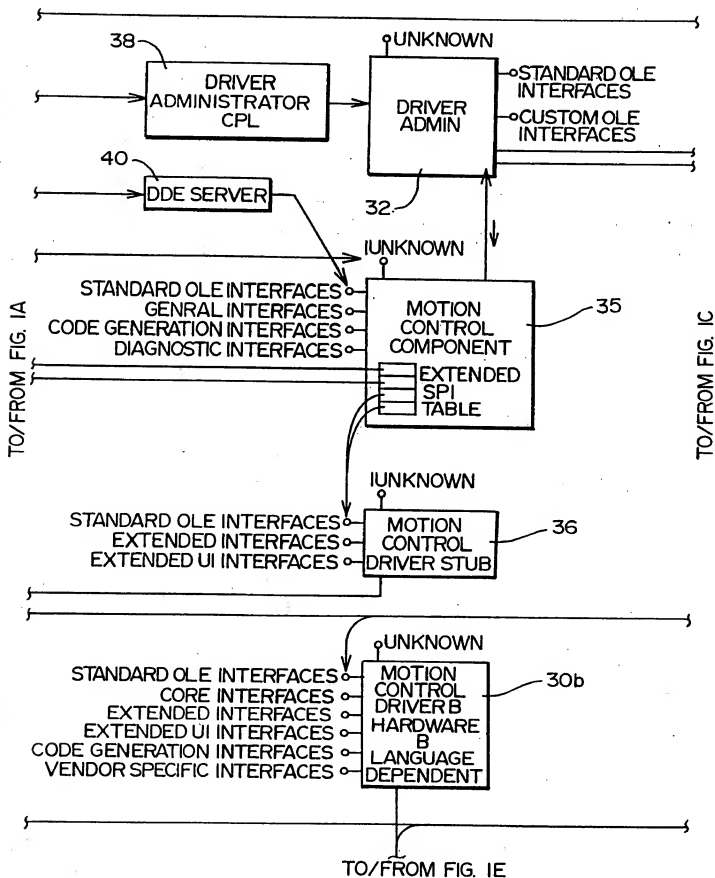 UNKNOWN
38
DRIVER
ADMINISTRATOR
CPL
DRIVER
ADMIN
STANDARD OLE
INTERFACES
CUSTOM OLE
INTERFACES
40
DDE SERVER
32
IUNKNOWN
STANDARD OLE INTERFACES
GENRAL INTERFACES
CODE GENERATION INTERFACES
DIAGNOSTIC INTERFACES
MOTION
CONTROL
COMPONENT
35
EXTENDED
SPI
TABLE
TO/FROM FIG. 1A
TO/FROM FIG. 1C
IUNKNOWN
STANDARD OLE INTERFACES
EXTENDED INTERFACES
EXTENDED UI INTERFACES
MOTION
CONTROL
DRIVER STUB
36
UNKNOWN
STANDARD OLE INTERFACES
CORE INTERFACES
EXTENDED INTERFACES
EXTENDED UI INTERFACES
CODE GENERATION INTERFACES
VENDOR SPECIFIC INTERFACES
MOTION
CONTROL
DRIVER B
HARDWARE
B
LANGUAGE
DEPENDENT
30b
TO/FROM FIG. 1E